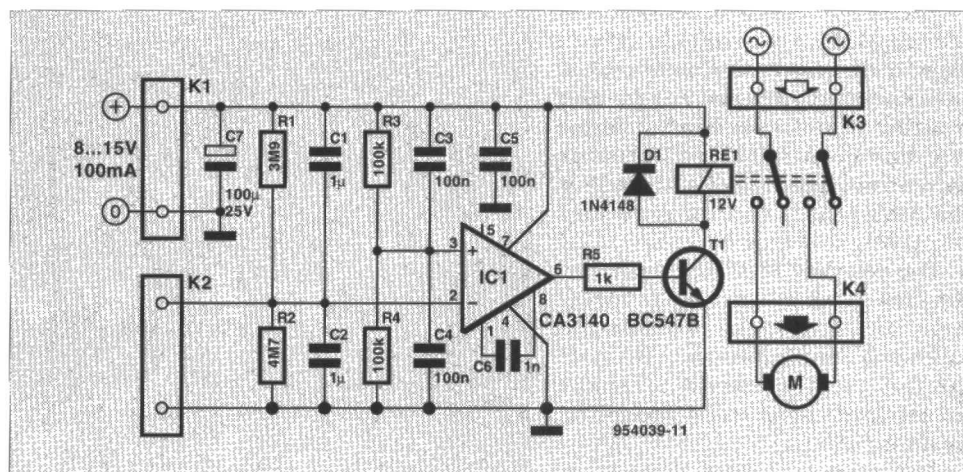 K1
+
8...15V
100mA
0
C7
100µ
25V
R1
3M9
C1
1µ
R3
100k
C3
100n
C5
100n
D1
1N4148
RE1
12V
K3
K2
R2
4M7
C2
1µ
R4
100k
C4
100n
3
+
2
−
5
7
IC1
6
8
1
4
CA3140
C6
1n
R5
1k
T1
BC547B
K4
M
954039-11